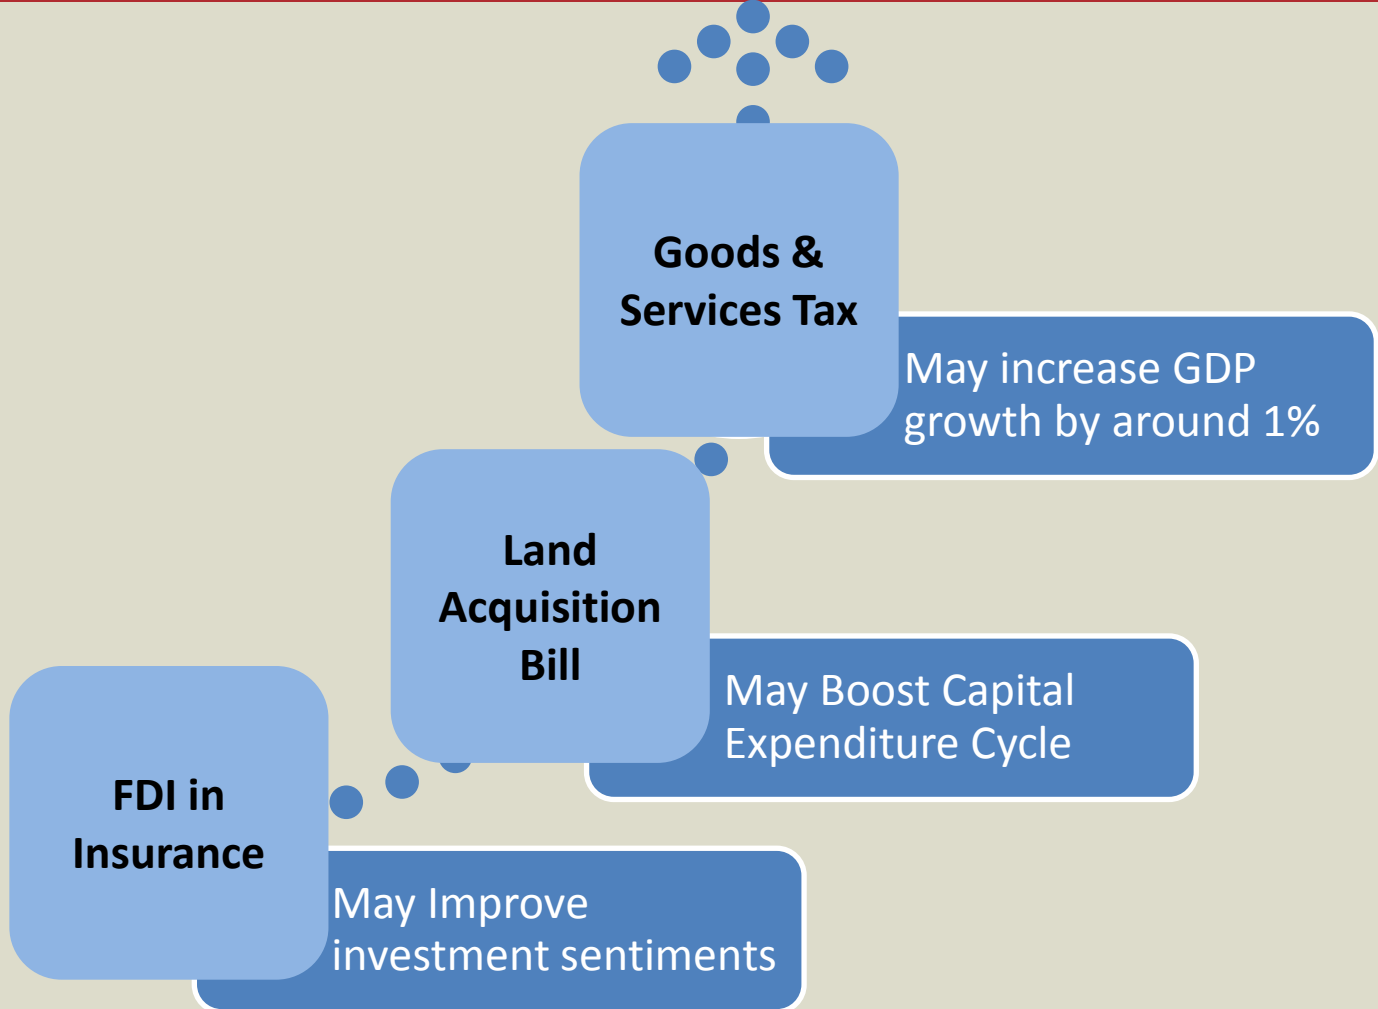 Goods &
Services Tax
May increase GDP
growth by around 1%
Land
Acquisition
Bill
May Boost Capital
Expenditure Cycle
FDI in
Insurance
May Improve
investment sentiments